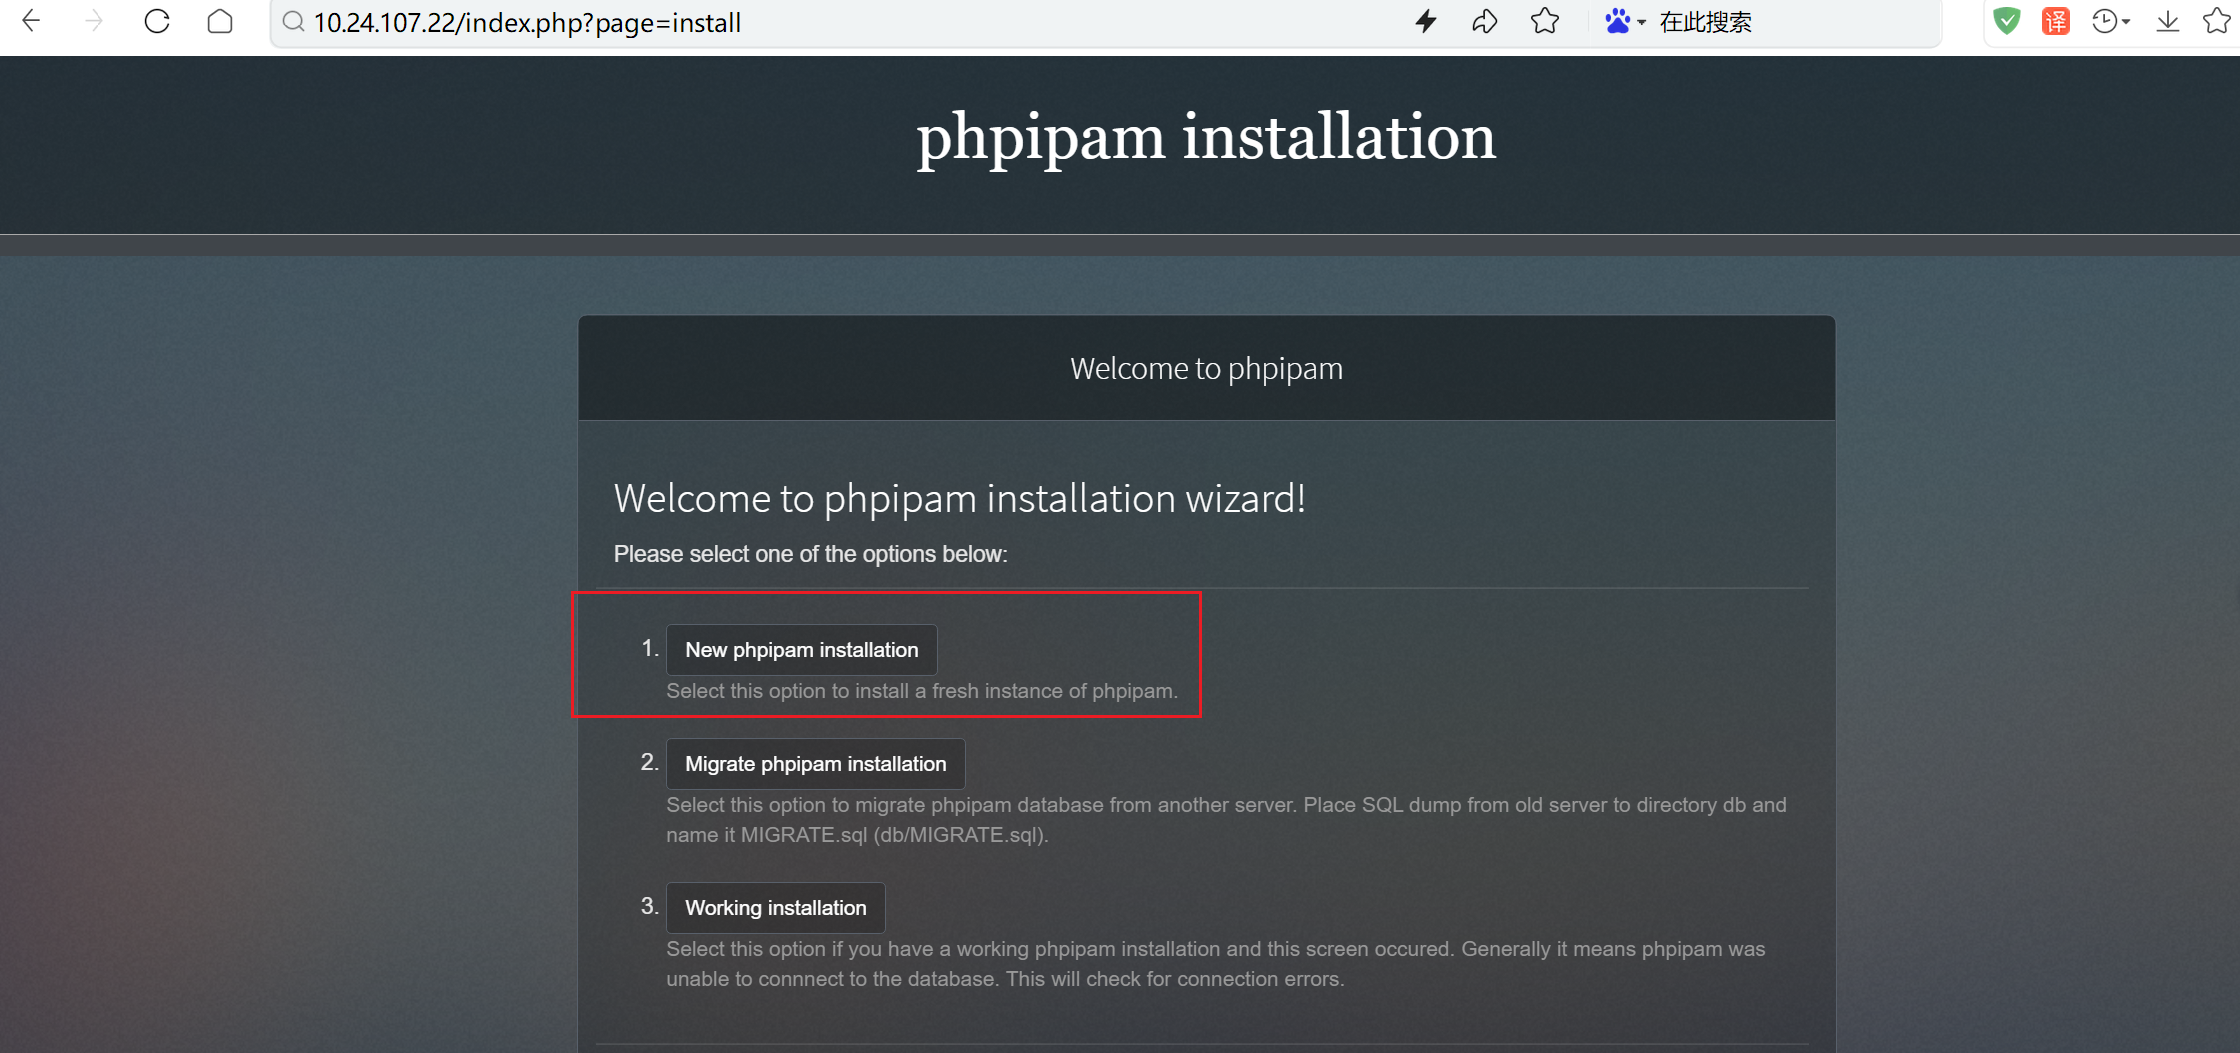 10.24.107.22/index.php?page=install
在此搜索
译
phpipam installation
Welcome to phpipam
Welcome to phpipam installation wizard!
Please select one of the options below:
1. New phpipam installation
Select this option to install a fresh instance of phpipam.
2. Migrate phpipam installation
Select this option to migrate phpipam database from another server. Place SQL dump from old server to directory db and
name it MIGRATE.sql (db/MIGRATE.sql).
3. Working installation
Select this option if you have a working phpipam installation and this screen occured. Generally it means phpipam was
unable to connnect to the database. This will check for connection errors.